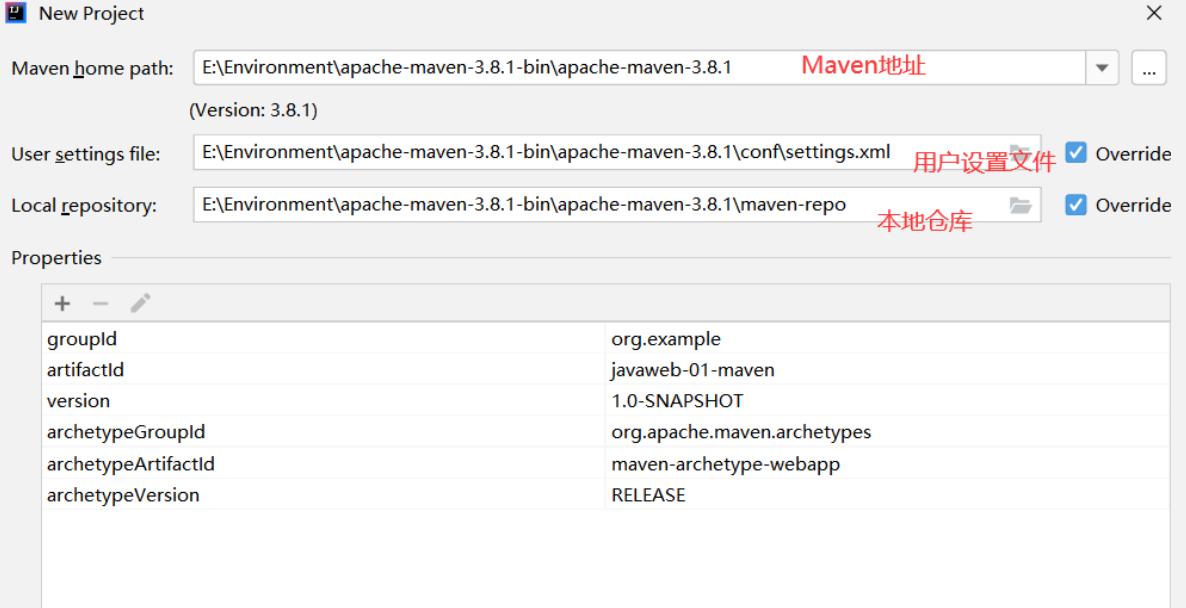 New Project
Maven home path: E:\Environment\apache-maven-3.8.1-bin\apache-maven-3.8.1 Maven地址 ...
(Version: 3.8.1)
User settings file: E:\Environment\apache-maven-3.8.1-bin\apache-maven-3.8.1\conf\settings.xml 用户设置文件 Override
Local repository: E:\Environment\apache-maven-3.8.1-bin\apache-maven-3.8.1\maven-repo 本地仓库 Override
Properties
groupId org.example
artifactId javaweb-01-maven
version 1.0-SNAPSHOT
archetypeGroupId org.apache.maven.archetypes
archetypeArtifactId maven-archetype-webapp
archetypeVersion RELEASE